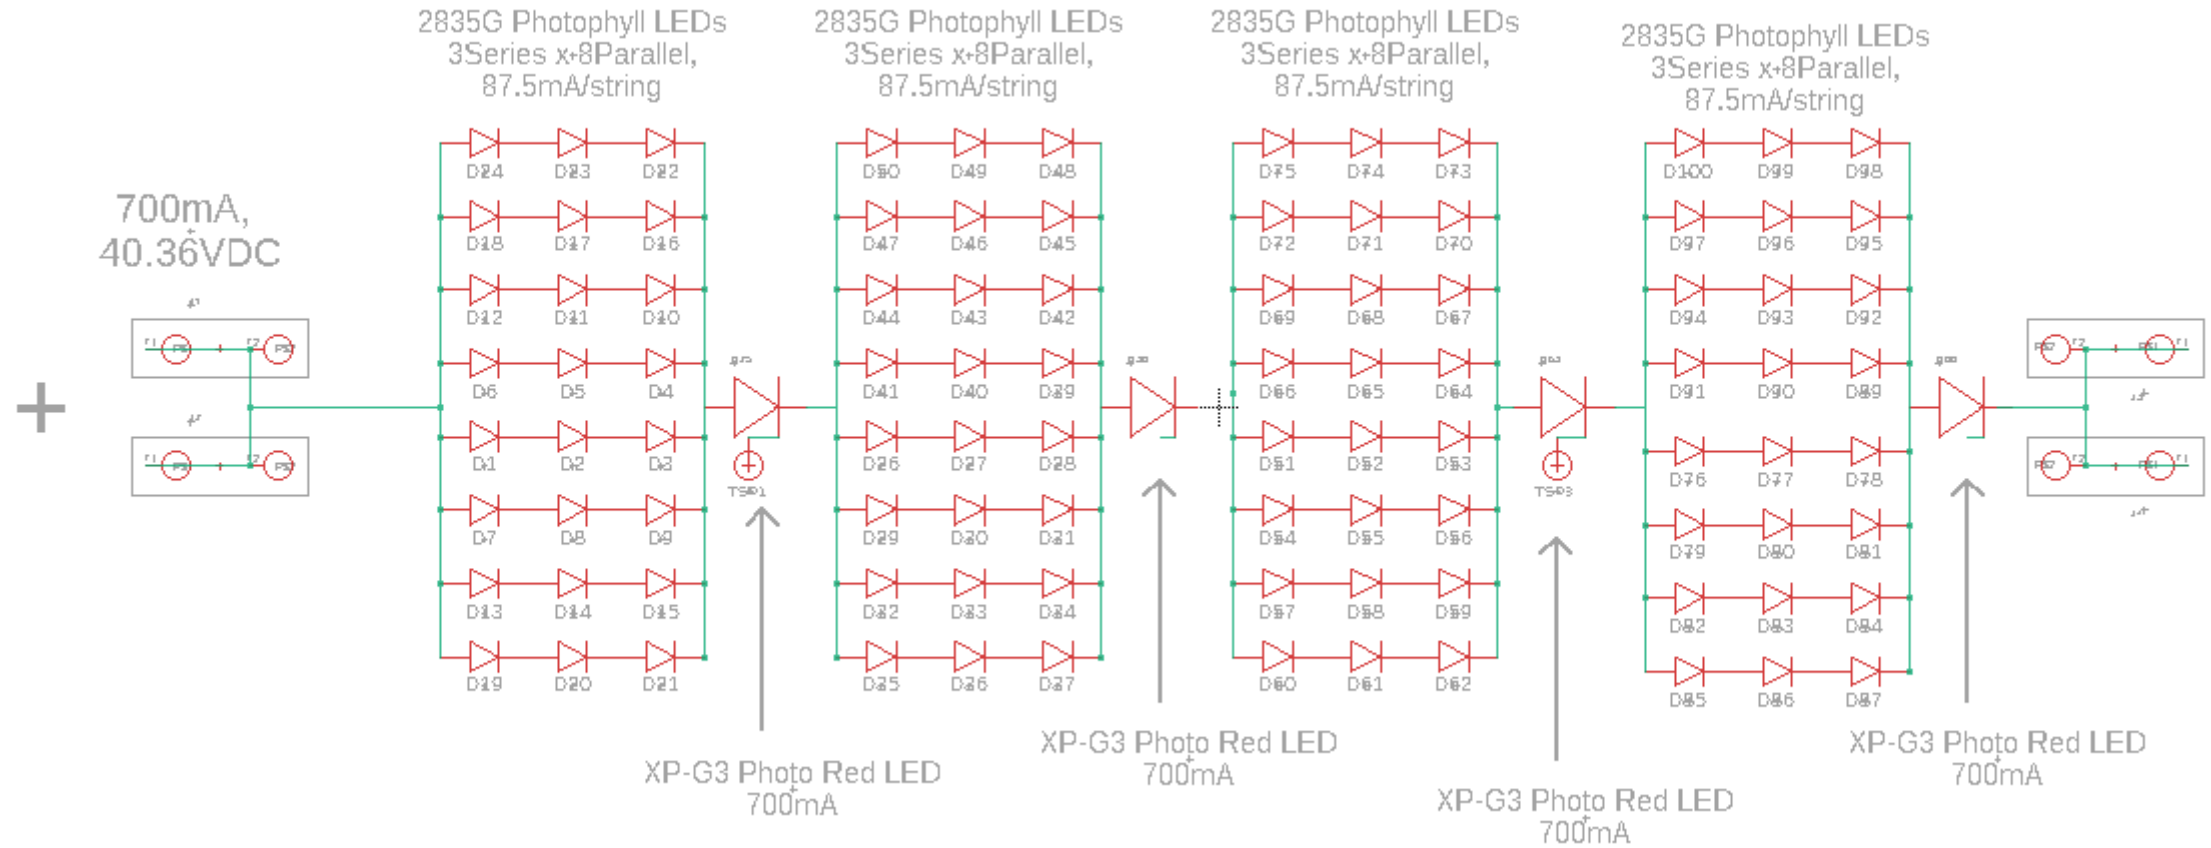 2835G Photophyll LEDs
3Series x 8Parallel,
87.5mA/string
2835G Photophyll LEDs
3Series x 8Parallel,
87.5mA/string
2835G Photophyll LEDs
3Series x 8Parallel,
87.5mA/string
2835G Photophyll LEDs
3Series x 8Parallel,
87.5mA/string
700mA,
40.36VDC
+
D24 D23 D22 D50 D49 D48 D75 D74 D73 D100 D99 D98
D18 D17 D16 D47 D46 D45 D72 D71 D70 D97 D96 D95
D12 D11 D10 D44 D43 D42 D69 D68 D67 D94 D93 D92
D6 D5 D4 D41 D40 D39 D66 D65 D64 D91 D90 D89
D1 D2 D3 D26 D27 D28 D51 D52 D53 D76 D77 D78
TSP1 TSP3
D7 D8 D9 D29 D30 D31 D54 D55 D56 D79 D80 D81
D13 D14 D15 D32 D33 D34 D57 D58 D59 D82 D83 D84
D19 D20 D21 D35 D36 D37 D60 D61 D62 D85 D86 D87
XP-G3 Photo Red LED
700mA
XP-G3 Photo Red LED
700mA
XP-G3 Photo Red LED
700mA
XP-G3 Photo Red LED
700mA